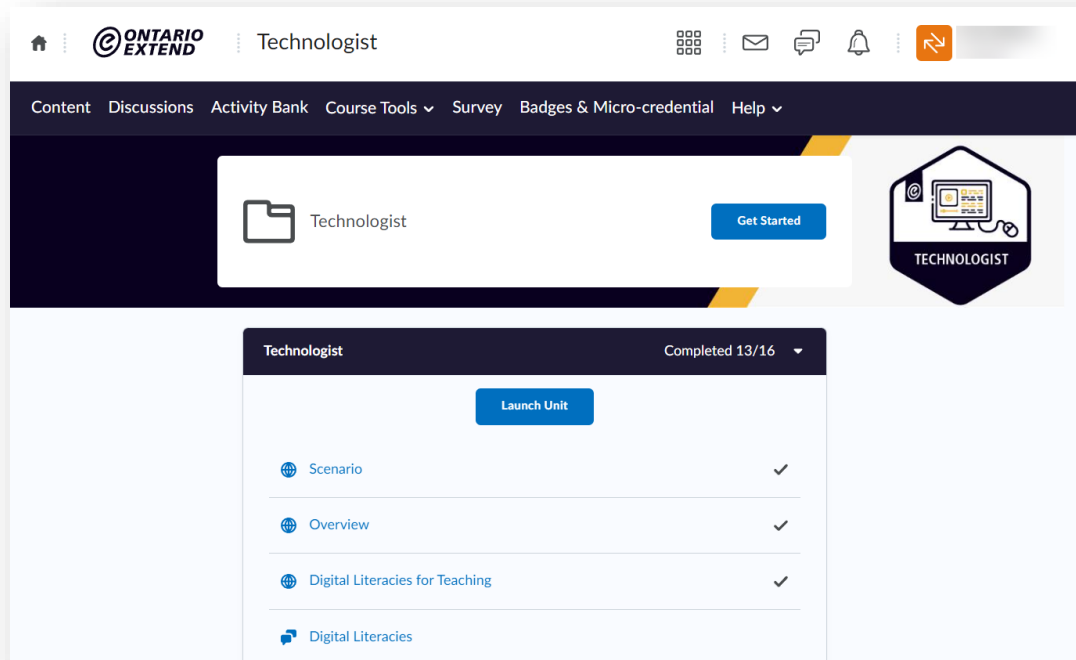 ONTARIO
EXTEND
Technologist
Content Discussions Activity Bank Course Tools Survey Badges & Micro-credential Help
Technologist
Get Started
TECHNOLOGIST
Technologist Completed 13/16
Launch Unit
Scenario
Overview
Digital Literacies for Teaching
Digital Literacies